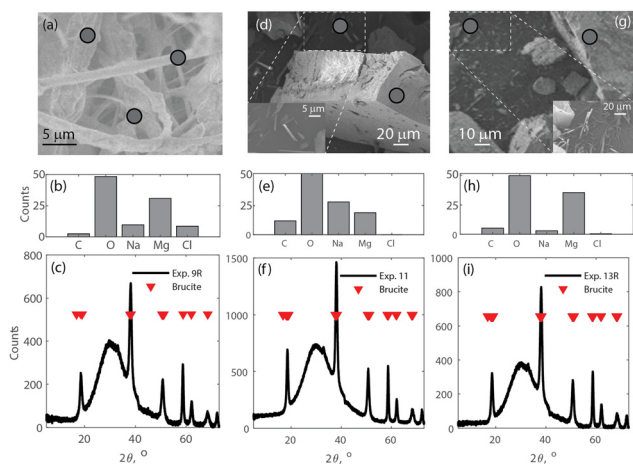 (a)
5 μm
(d)
5
μm
20 μm
(g)
20
μm
10 μm
(b)
50
25
0
Counts
C O Na Mg Cl
(e)
50
25
0
C O Na Mg Cl
(h)
50
25
0
C O Na Mg Cl
(c)
800
600
400
200
0
Counts
Exp. 9R
Brucite
20 40 60
2θ, °
(f)
1500
1000
500
0
Exp. 11
Brucite
20 40 60
2θ, °
(i)
1000
800
600
400
200
0
Exp. 13R
Brucite
20 40 60
2θ, °